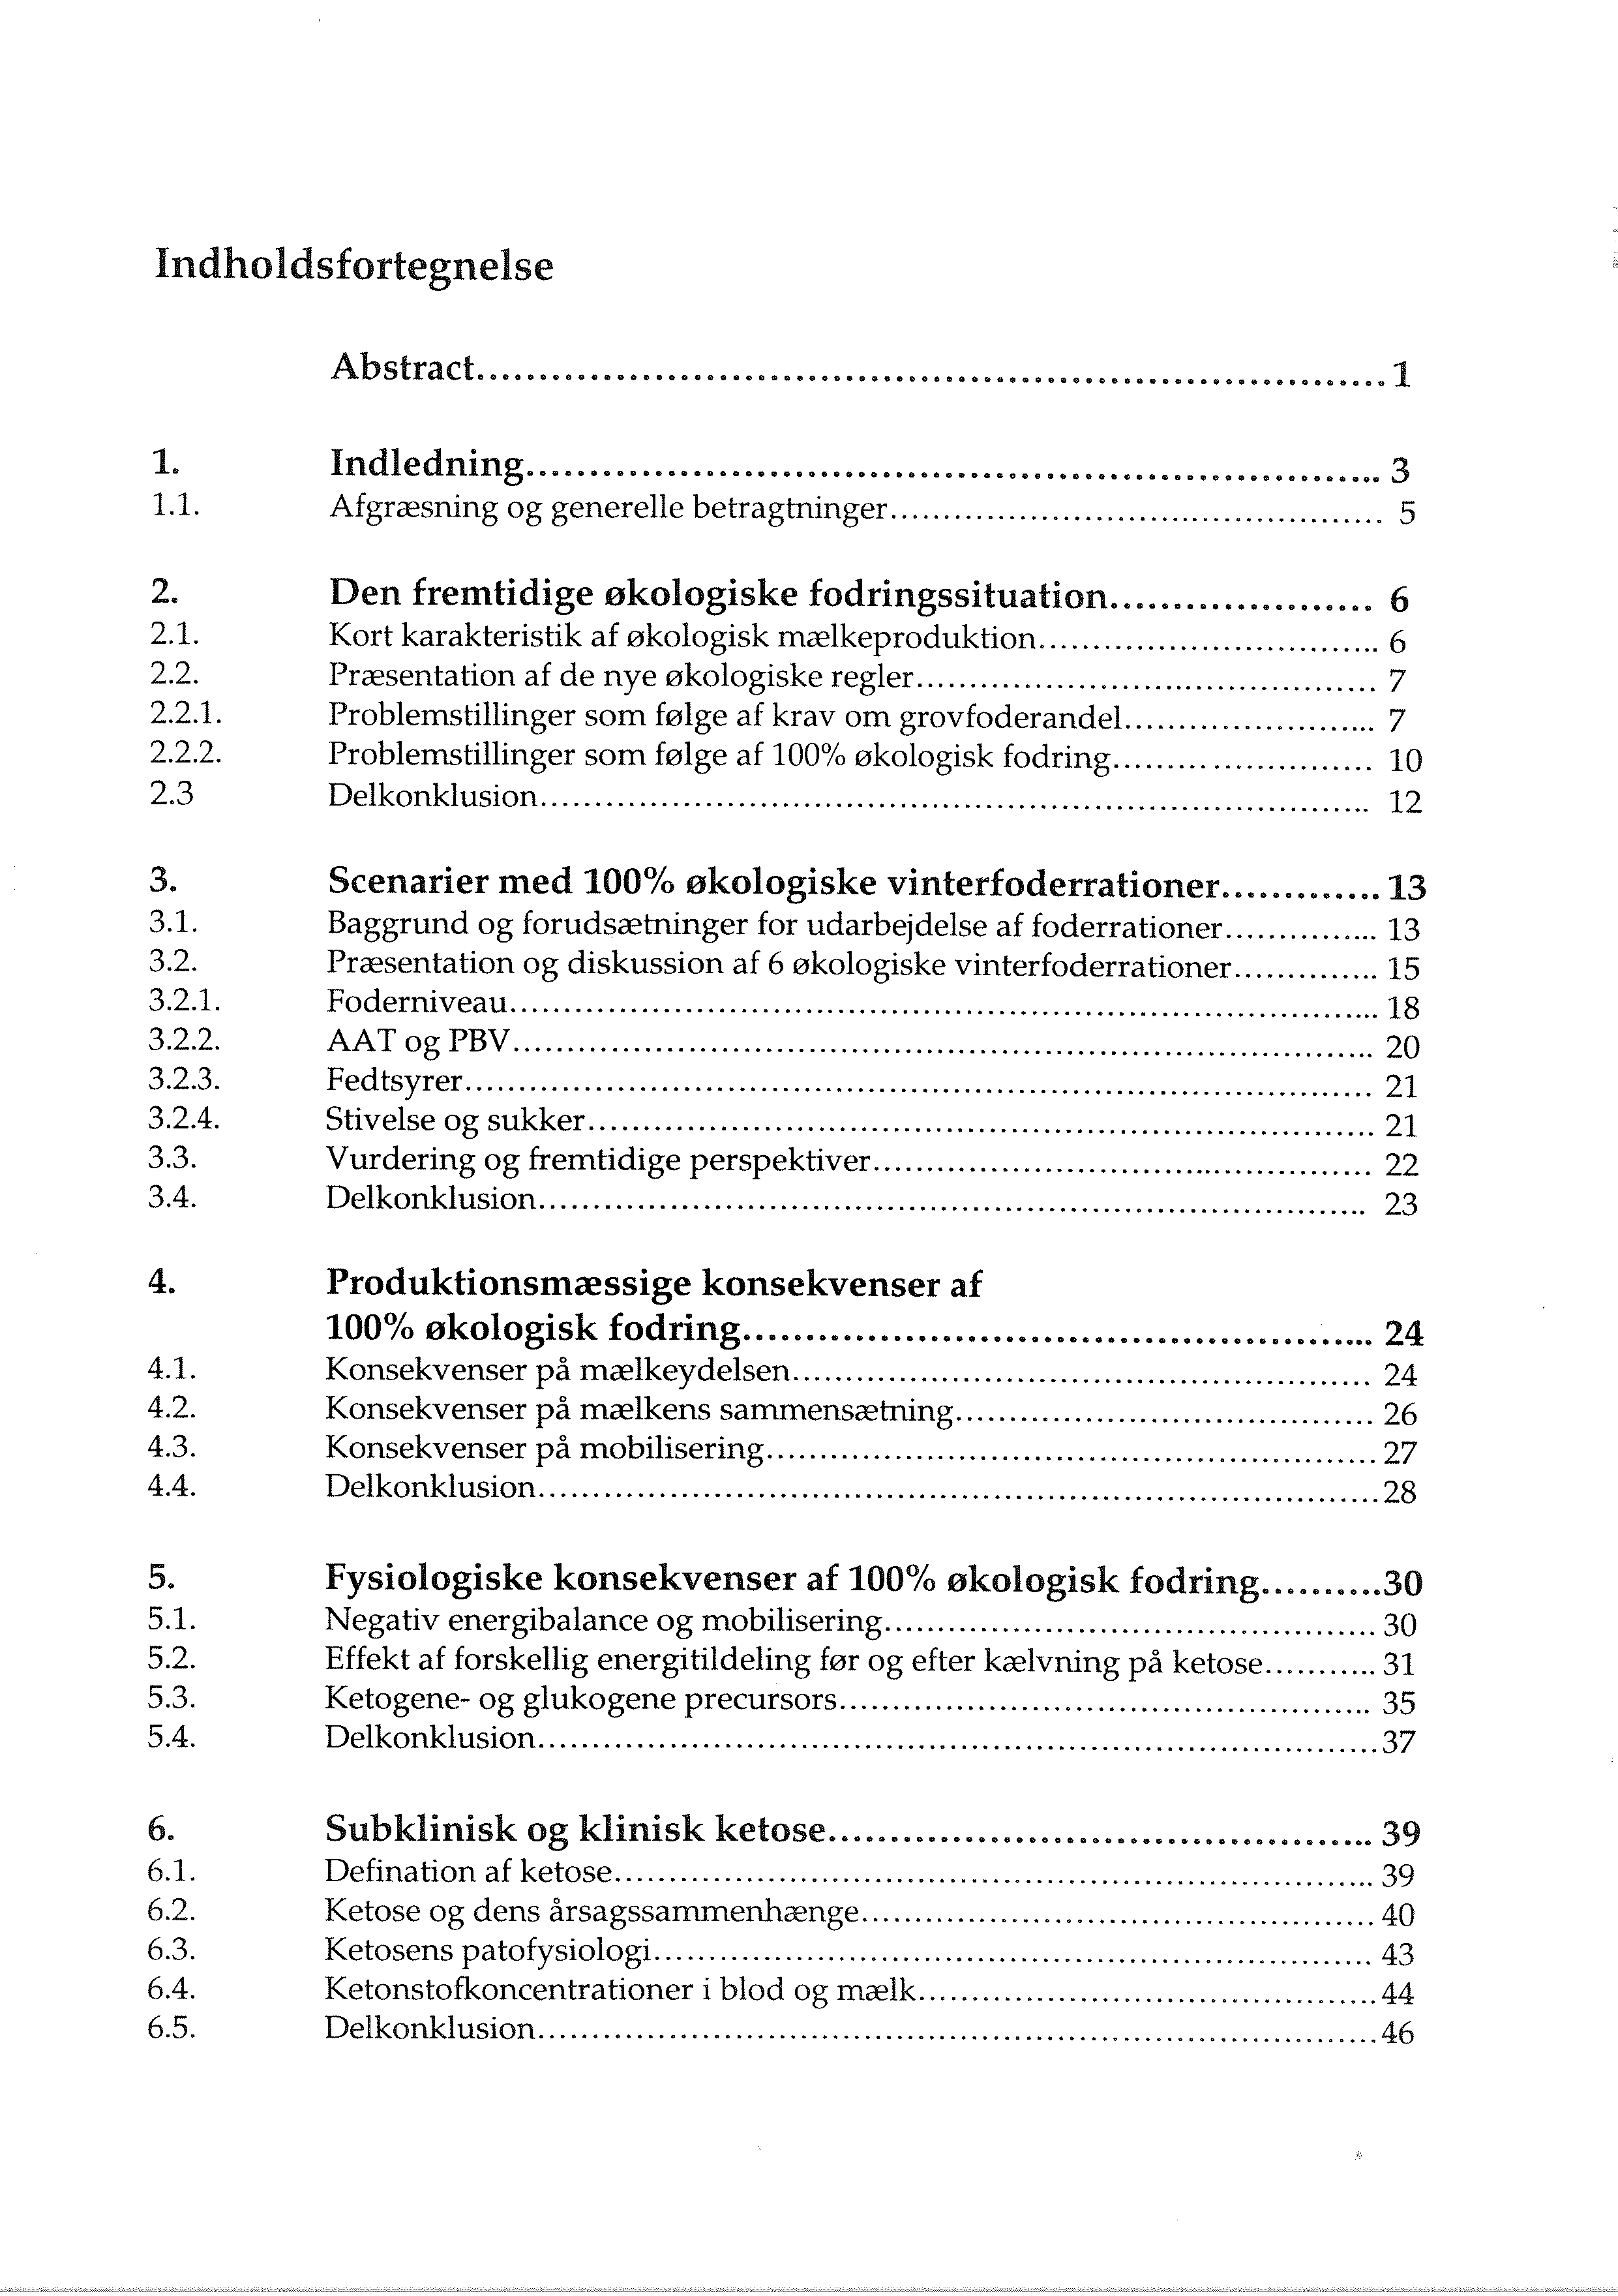 Indholdsfortegnelse
Abstract........................................................................ 1
1. Indledning.................................................................... 3
1.1. Afgræsning og generelle betragtninger.............................................. 5
2. Den fremtidige økologiske fodringssituation..................... 6
2.1. Kort karakteristik af økologisk mælkeproduktion................................ 6
2.2. Præsentation af de nye økologiske regler........................................... 7
2.2.1. Problemstillinger som følge af krav om grovfoderandel....................... 7
2.2.2. Problemstillinger som følge af 100% økologisk fodring........................ 10
2.3 Delkonklusion............................................................................. 12
3. Scenarier med 100% økologiske vinterfoderrationer............. 13
3.1. Baggrund og forudsætninger for udarbejdelse af foderrationer............... 13
3.2. Præsentation og diskussion af 6 økologiske vinterfoderrationer.............. 15
3.2.1. Foderniveau................................................................................ 18
3.2.2. AAT og PBV................................................................................ 20
3.2.3. Fedtsyrer.................................................................................... 21
3.2.4. Stivelse og sukker......................................................................... 21
3.3. Vurdering og fremtidige perspektiver............................................... 22
3.4. Delkonklusion............................................................................. 23
4. Produktionsmæssige konsekvenser af
100% økologisk fodring.................................................. 24
4.1. Konsekvenser på mælkeydelsen...................................................... 24
4.2. Konsekvenser på mælkens sammensætning....................................... 26
4.3. Konsekvenser på mobilisering......................................................... 27
4.4. Delkonklusion.............................................................................. 28
5. Fysiologiske konsekvenser af 100% økologisk fodring.......... 30
5.1. Negativ energibalance og mobilisering.............................................. 30
5.2. Effekt af forskellig energitildeling før og efter kælvning på ketose........... 31
5.3. Ketogene- og glukogene precursors.................................................. 35
5.4. Delkonklusion.............................................................................. 37
6. Subklinisk og klinisk ketose........................................... 39
6.1. Defination af ketose....................................................................... 39
6.2. Ketose og dens årsagssammenhænge................................................ 40
6.3. Ketosens patofysiologi................................................................... 43
6.4. Ketonstofkoncentrationer i blod og mælk........................................... 44
6.5. Delkonklusion.............................................................................. 46